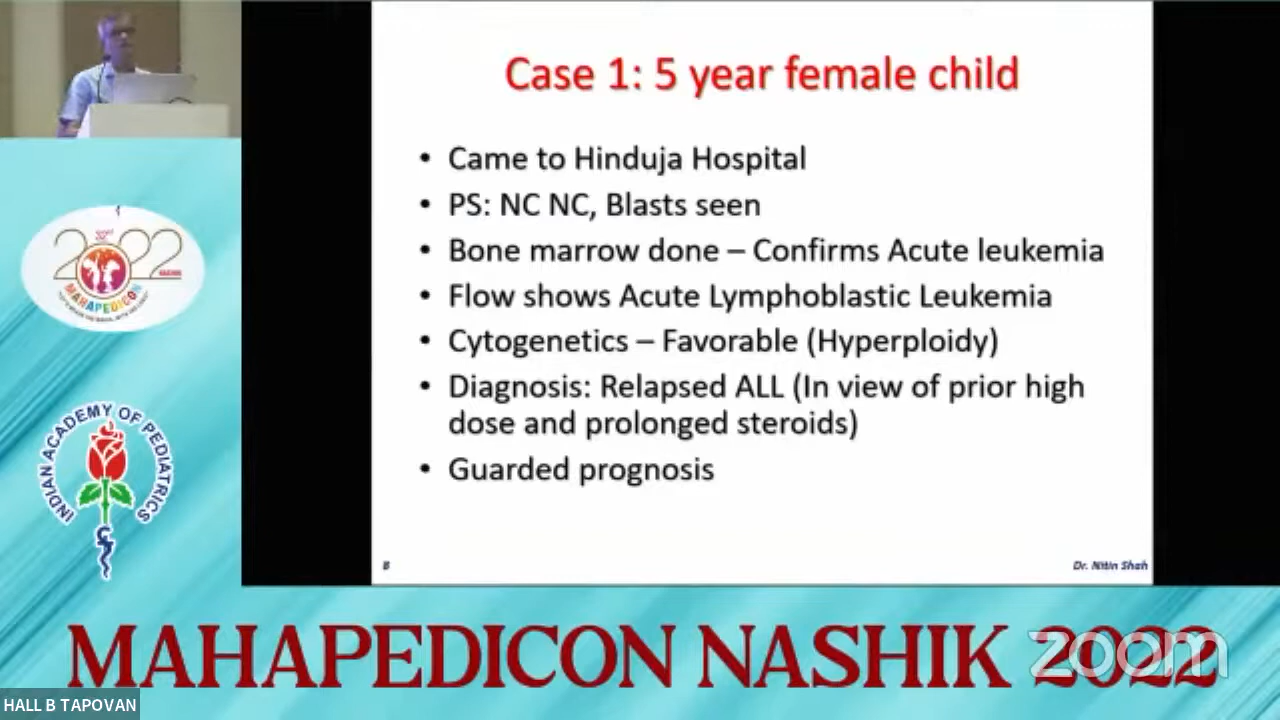 Case 1: 5 year female child
• Came to Hinduja Hospital
• PS: NC NC, Blasts seen
• Bone marrow done – Confirms Acute leukemia
• Flow shows Acute Lymphoblastic Leukemia
• Cytogenetics – Favorable (Hyperploidy)
• Diagnosis: Relapsed ALL (In view of prior high
dose and prolonged steroids)
• Guarded prognosis
8
Dr. Nitin Shah
2022
MAHAPEDICON
INDIAN ACADEMY OF PEDIATRICS
MAHAPEDICON NASHIK 2022
zoom
HALL B TAPOVAN